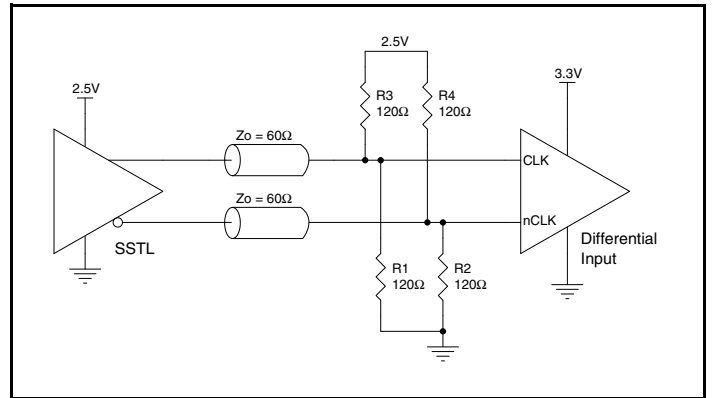 2.5V
2.5V
3.3V
R3
120Ω
R4
120Ω
Zo = 60Ω
CLK
Zo = 60Ω
nCLK
SSTL
Differential
Input
R1
120Ω
R2
120Ω